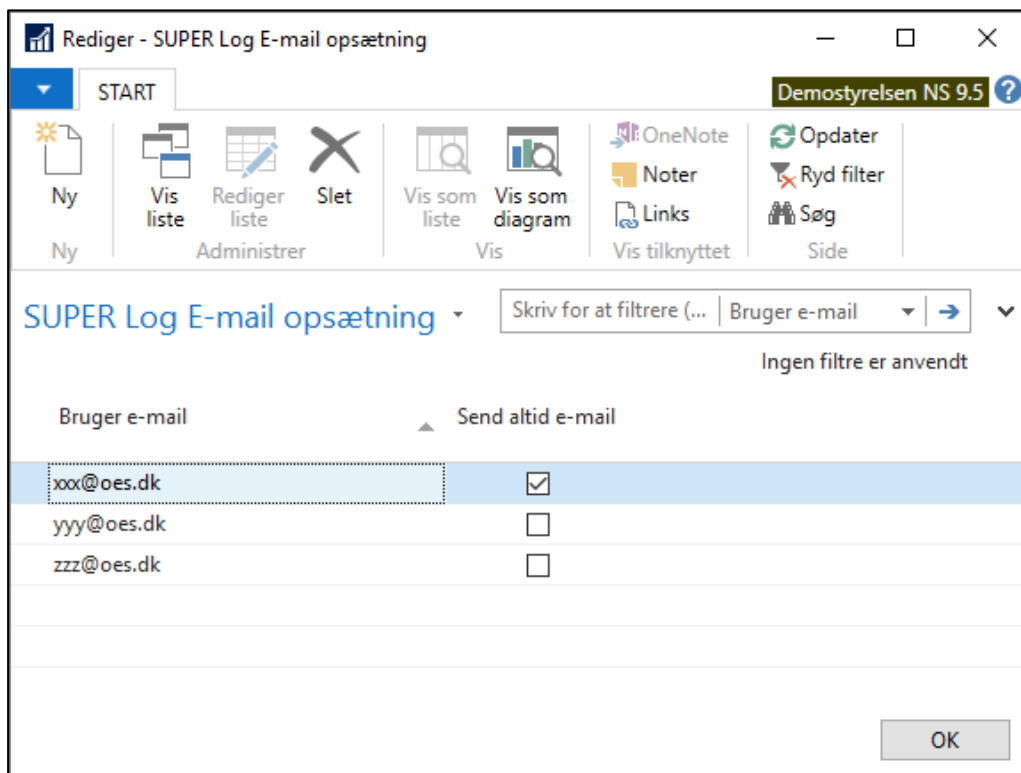 Rediger - SUPER Log E-mail opsætning
START
Demostyrelsen NS 9.5
?
Ny
Vis liste
Rediger liste
Slet
Vis som liste
Vis som diagram
OneNote
Noter
Links
Opdater
Ryd filter
Søg
Ny
Administrer
Vis
Vis tilknyttet
Side
SUPER Log E-mail opsætning
Skriv for at filtrere (...
Bruger e-mail
Ingen filtre er anvendt
Bruger e-mail
Send altid e-mail
xxx@oes.dk
yyy@oes.dk
zzz@oes.dk
OK